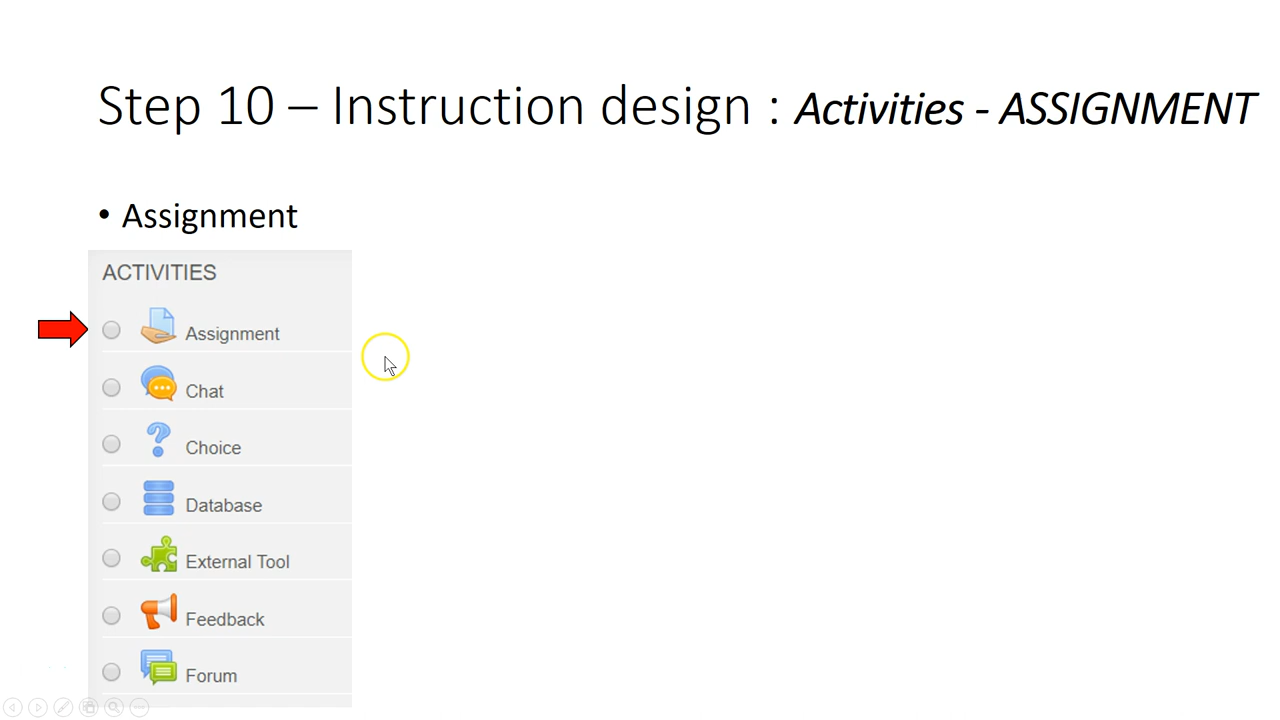 Step 10 – Instruction design : Activities - ASSIGNMENT
• Assignment
ACTIVITIES
Assignment
Chat
Choice
Database
External Tool
Feedback
Forum